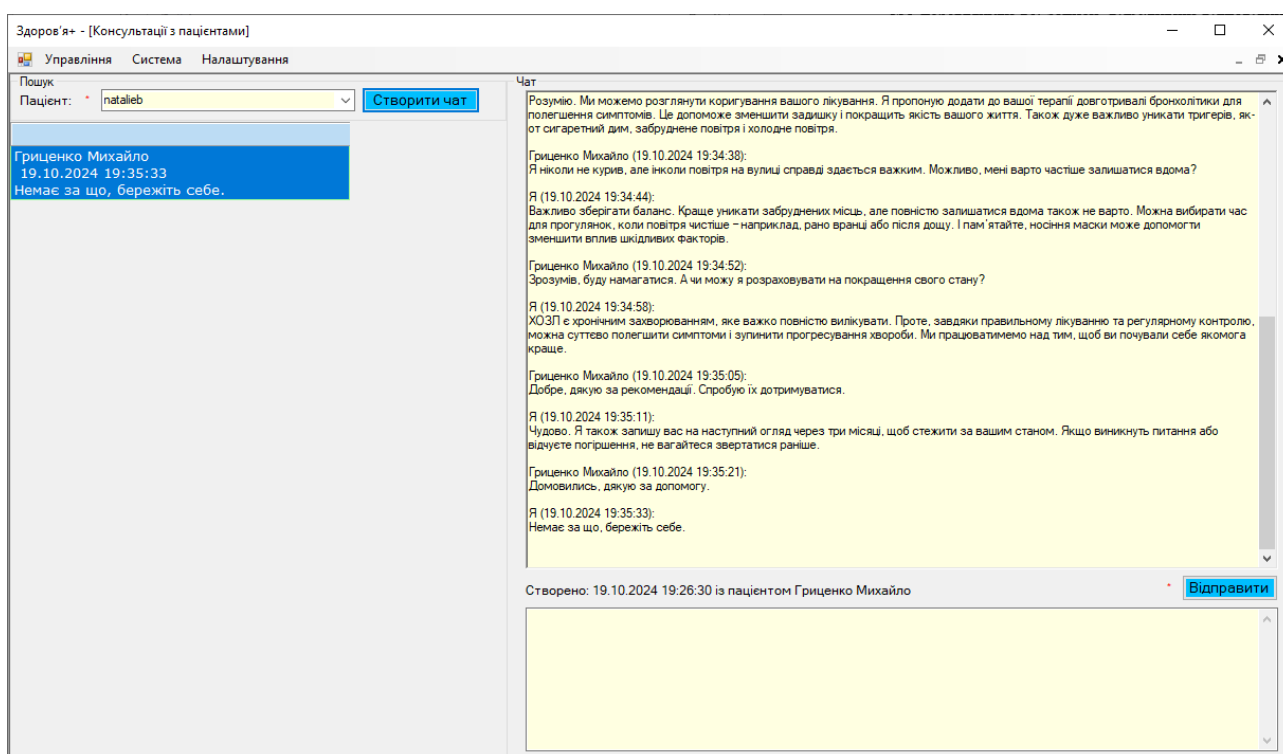 Здоров'я+ - [Консультації з пацієнтами]
Управління Система Налаштування
Пошук
Пацієнт: * natalieb Створити чат
Гриценко Михайло
19.10.2024 19:35:33
Немає за що, бережіть себе.
Чат
Розумію. Ми можемо розглянути коригування вашого лікування. Я пропоную додати до вашої терапії довготривалі бронхолітики для
полегшення симптомів. Це допоможе зменшити задишку і покращить якість вашого життя. Також дуже важливо уникати тригерів, як-
от сигаретний дим, забруднене повітря і холодне повітря.
Гриценко Михайло (19.10.2024 19:34:38):
Я ніколи не курив, але інколи повітря на вулиці справді здається важким. Можливо, мені варто частіше залишатися вдома?
Я (19.10.2024 19:34:44):
Важливо зберігати баланс. Краще уникати забруднених місць, але повністю залишатися вдома також не варто. Можна вибирати час
для прогулянок, коли повітря чистіше – наприклад, рано вранці або після дощу. І пам'ятайте, носіння маски може допомогти
зменшити вплив шкідливих факторів.
Гриценко Михайло (19.10.2024 19:34:52):
Зрозумів, буду намагатися. А чи можу я розраховувати на покращення свого стану?
Я (19.10.2024 19:34:58):
ХОЗЛ є хронічним захворюванням, яке важко повністю вилікувати. Проте, завдяки правильному лікуванню та регулярному контролю,
можна суттєво полегшити симптоми і зупинити прогресування хвороби. Ми працюватимемо над тим, щоб ви почували себе якомога
краще.
Гриценко Михайло (19.10.2024 19:35:05):
Добре, дякую за рекомендації. Спробую їх дотримуватися.
Я (19.10.2024 19:35:11):
Чудово. Я також запишу вас на наступний огляд через три місяці, щоб стежити за вашим станом. Якщо виникнуть питання або
відчуєте погіршення, не вагайтеся звертатися раніше.
Гриценко Михайло (19.10.2024 19:35:21):
Домовились, дякую за допомогу.
Я (19.10.2024 19:35:33):
Немає за що, бережіть себе.
Створено: 19.10.2024 19:26:30 із пацієнтом Гриценко Михайло * Відправити